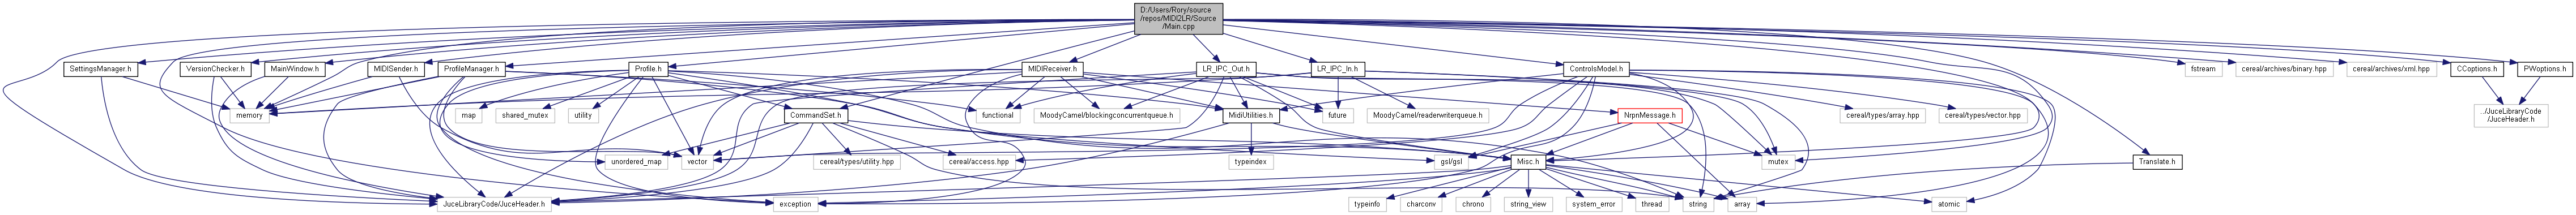 D:/Users/Rory/source
/repos/MIDI2LR/Source
/Main.cpp
SettingsManager.h
VersionChecker.h
MainWindow.h
MIDISender.h
ProfileManager.h
Profile.h
MIDIReceiver.h
LR_IPC_Out.h
LR_IPC_In.h
ControlsModel.h
fstream
cereal/archives/binary.hpp
cereal/archives/xml.hpp
CCoptions.h
PWoptions.h
memory
map
shared_mutex
utility
CommandSet.h
functional
MoodyCamel/blockingconcurrentqueue.h
MidiUtilities.h
future
MoodyCamel/readerwriterqueue.h
NrpnMessage.h
cereal/types/array.hpp
cereal/types/vector.hpp
../JuceLibraryCode
/JuceHeader.h
unordered_map
vector
cereal/types/utility.hpp
cereal/access.hpp
typeindex
gsl/gsl
Misc.h
mutex
Translate.h
JuceLibraryCode/JuceHeader.h
exception
typeinfo
charconv
chrono
string_view
system_error
thread
string
array
atomic